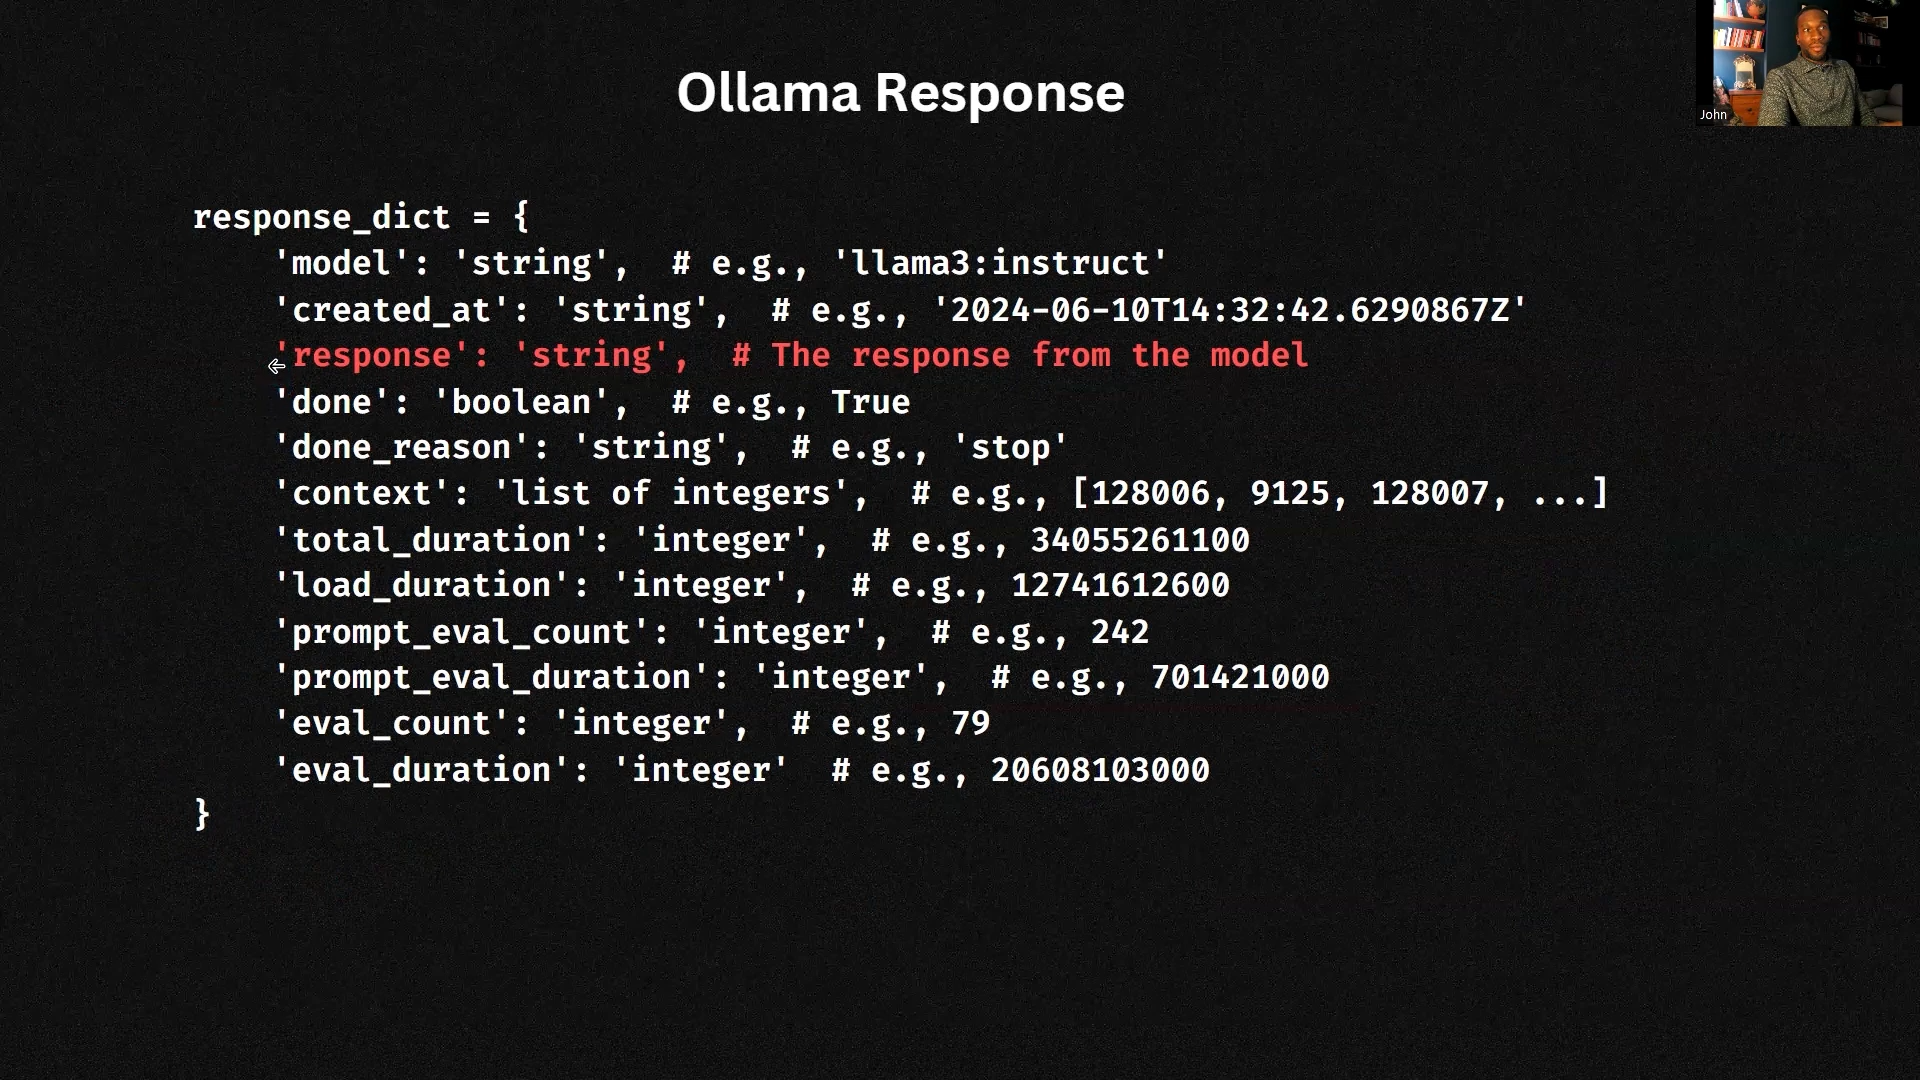 Ollama Response
John
response_dict = {
'model': 'string',  # e.g., 'llama3:instruct'
'created_at': 'string',  # e.g., '2024-06-10T14:32:42.6290867Z'
'response': 'string',  # The response from the model
'done': 'boolean',  # e.g., True
'done_reason': 'string',  # e.g., 'stop'
'context': 'list of integers',  # e.g., [128006, 9125, 128007, ...]
'total_duration': 'integer',  # e.g., 34055261100
'load_duration': 'integer',  # e.g., 12741612600
'prompt_eval_count': 'integer',  # e.g., 242
'prompt_eval_duration': 'integer',  # e.g., 701421000
'eval_count': 'integer',  # e.g., 79
'eval_duration': 'integer'  # e.g., 20608103000
}